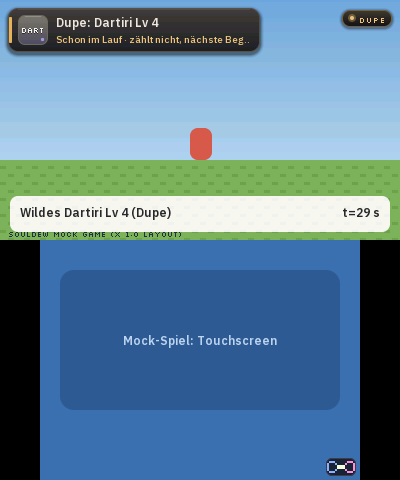 Dupe: Dartiri Lv 4
DUPE
DART
Schon im Lauf · zählt nicht, nächste Beg..
Wildes Dartiri Lv 4 (Dupe)
t=29 s
SOULDEW MOCK GAME (X 1.0 LAYOUT)
Mock-Spiel: Touchscreen